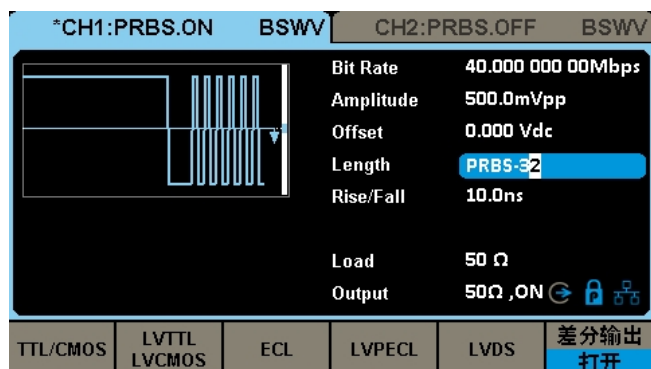 *CH1:PRBS.ON BSWV CH2:PRBS.OFF BSWV
Bit Rate 40.000 000 00Mbps
Amplitude 500.0mVpp
Offset 0.000 Vdc
Length PRBS-32
Rise/Fall 10.0ns
Load 50 Ω
Output 50Ω ,ON
TTL/CMOS
LVTTL
LVCMOS
ECL
LVPECL
LVDS
差分输出
打开